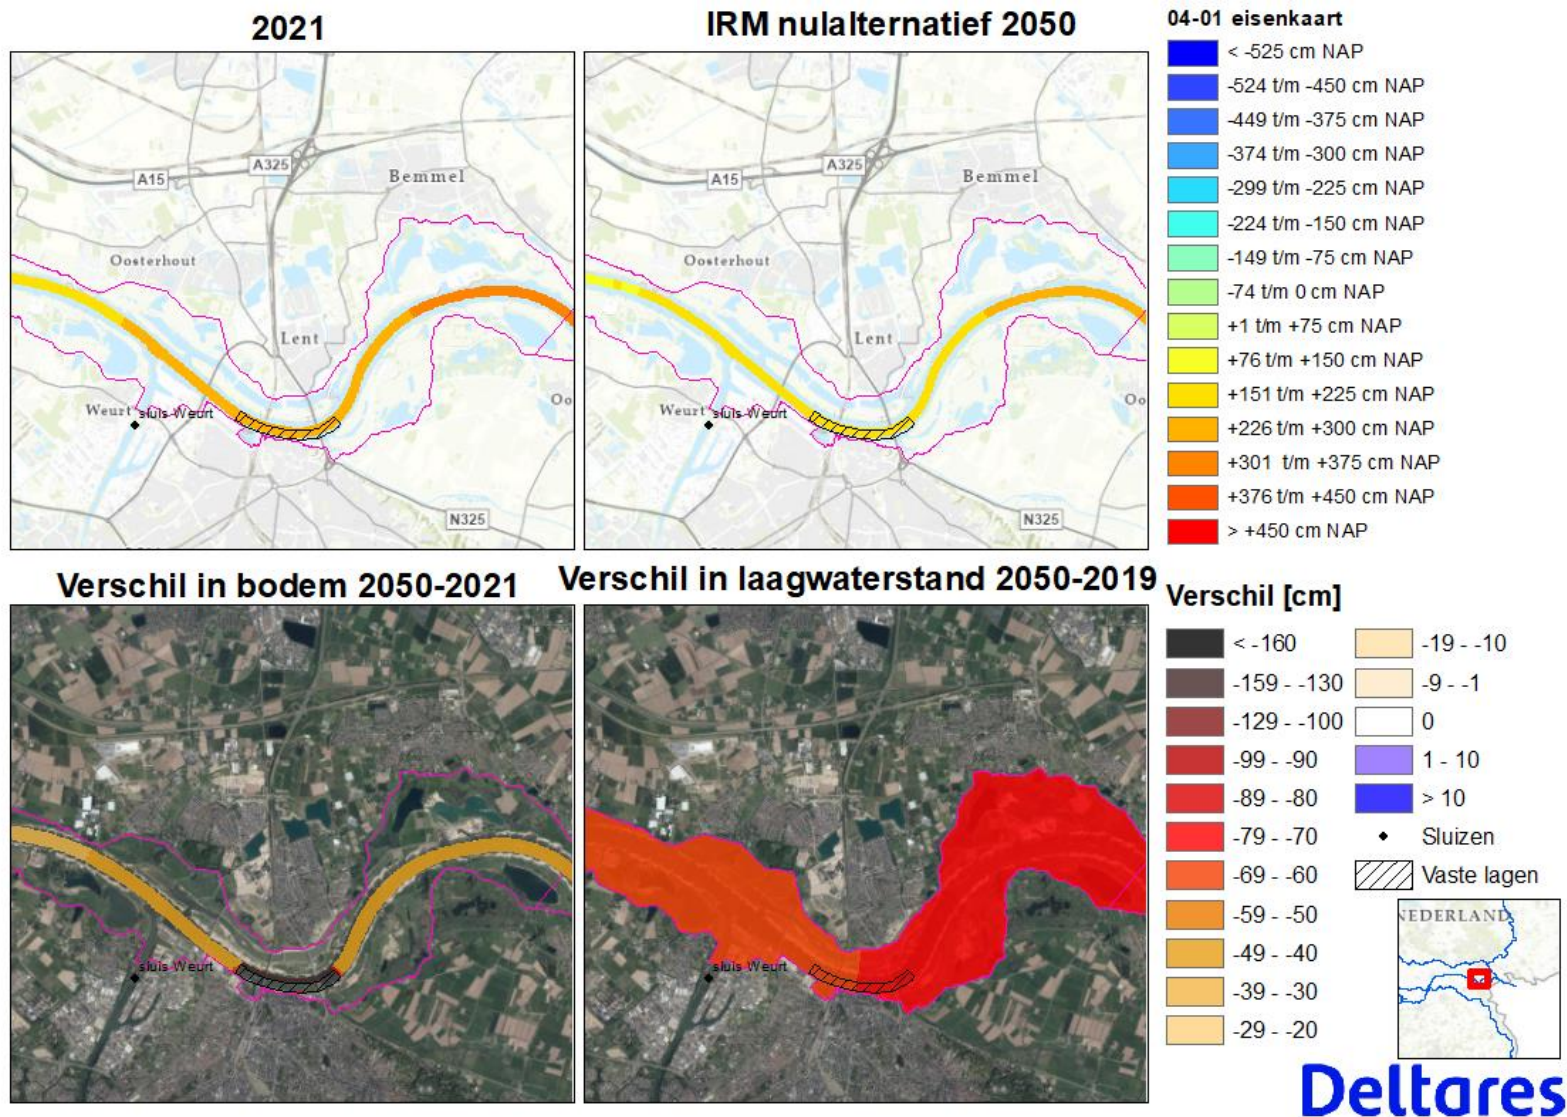 2021
IRM nulalternatief 2050
04-01 eisenkaart
< -525 cm NAP
-524 t/m -450 cm NAP
-449 t/m -375 cm NAP
-374 t/m -300 cm NAP
-299 t/m -225 cm NAP
-224 t/m -150 cm NAP
-149 t/m -75 cm NAP
-74 t/m 0 cm NAP
+1 t/m +75 cm NAP
+76 t/m +150 cm NAP
+151 t/m +225 cm NAP
+226 t/m +300 cm NAP
+301 t/m +375 cm NAP
+376 t/m +450 cm NAP
> +450 cm NAP
A325
A15
Bemmel
Oosterhout
Lent
Weurt
sluis Weurt
Oo
N325
A325
A15
Bemmel
Oosterhout
Lent
Weurt
sluis Weurt
Oo
N325
Verschil in bodem 2050-2021
Verschil in laagwaterstand 2050-2019
sluis Weurt
sluis Weurt
Verschil [cm]
< -160
-159 - -130
-129 - -100
-99 - -90
-89 - -80
-79 - -70
-69 - -60
-59 - -50
-49 - -40
-39 - -30
-29 - -20
-19 - -10
-9 - -1
0
1 - 10
> 10
Sluizen
Vaste lagen
NEDERLAND
Deltares